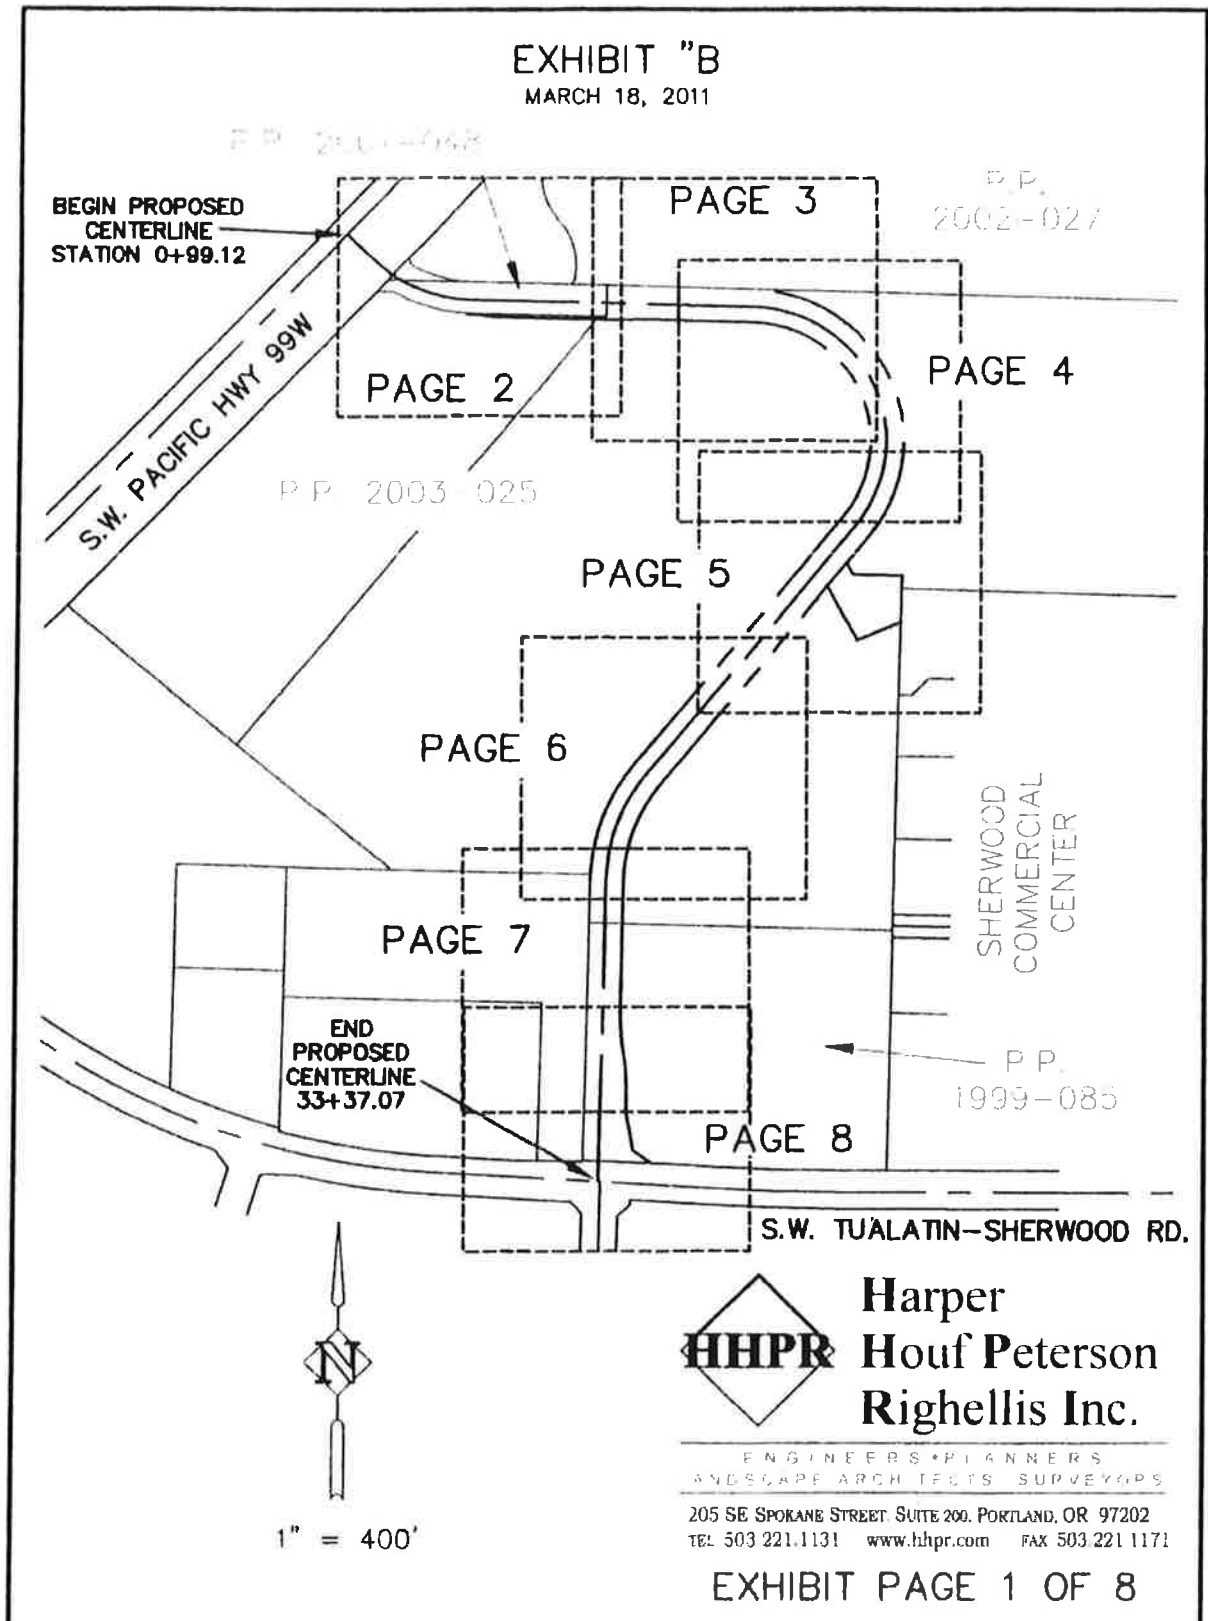 EXHIBIT "B
MARCH 18, 2011
P.P.
BEGIN PROPOSED
CENTERLINE
STATION 0+99.12
PAGE 3
P.P.
2002-027
S.W. PACIFIC HWY 99W
PAGE 2
PAGE 4
P.P. 2003-025
PAGE 5
PAGE 6
SHERWOOD
COMMERCIAL
CENTER
PAGE 7
END
PROPOSED
CENTERLINE
33+37.07
P.P.
1999-085
PAGE 8
S.W. TUALATIN-SHERWOOD RD.
N
1" = 400'
HHPR
Harper
Houf Peterson
Righellis Inc.
ENGINEERS•PLANNERS
LANDSCAPE ARCHITECTS SURVEYORS
205 SE SPOKANE STREET, SUITE 200, PORTLAND, OR 97202
TEL 503.221.1131 www.hhpr.com FAX 503.221.1171
EXHIBIT PAGE 1 OF 8